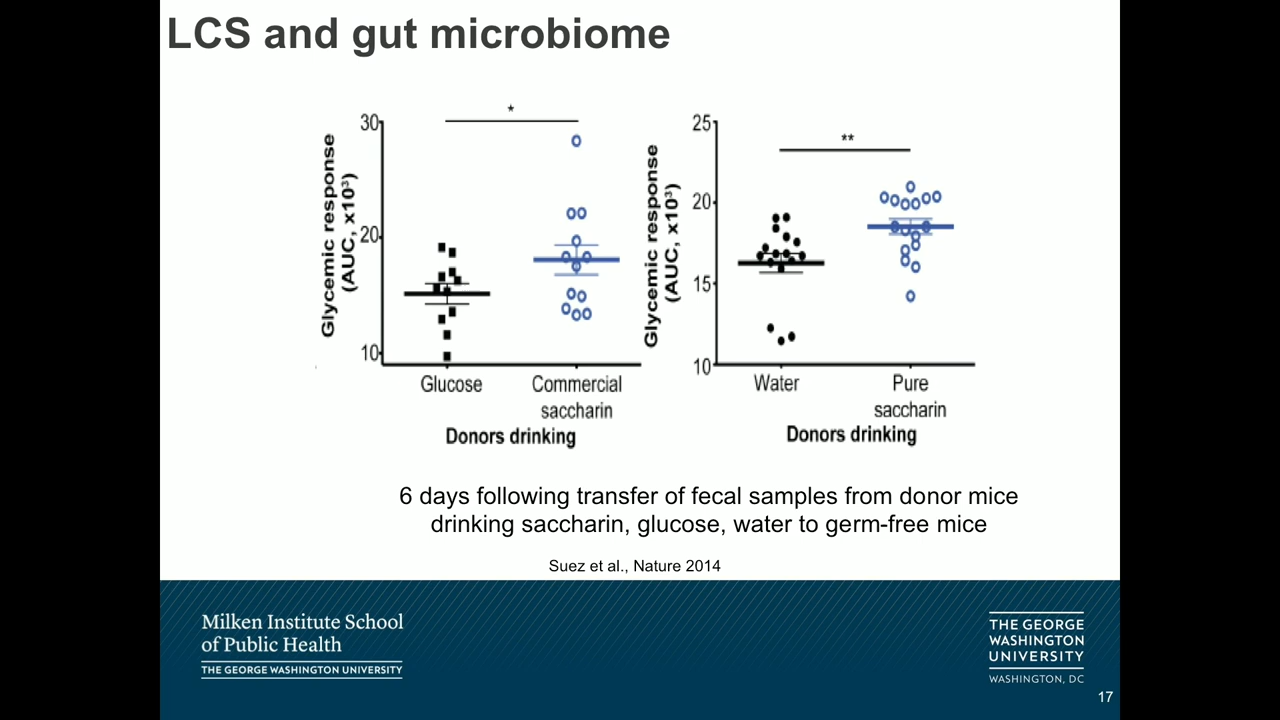 LCS and gut microbiome
*
30
20
10
Glycemic response
(AUC, x10³)
Glucose
Commercial
saccharin
Donors drinking
**
25
20
15
10
Glycemic response
(AUC, x10³)
Water
Pure
saccharin
Donors drinking
6 days following transfer of fecal samples from donor mice
drinking saccharin, glucose, water to germ-free mice
Suez et al., Nature 2014
Milken Institute School
of Public Health
THE GEORGE WASHINGTON UNIVERSITY
THE GEORGE
WASHINGTON
UNIVERSITY
WASHINGTON, DC
17